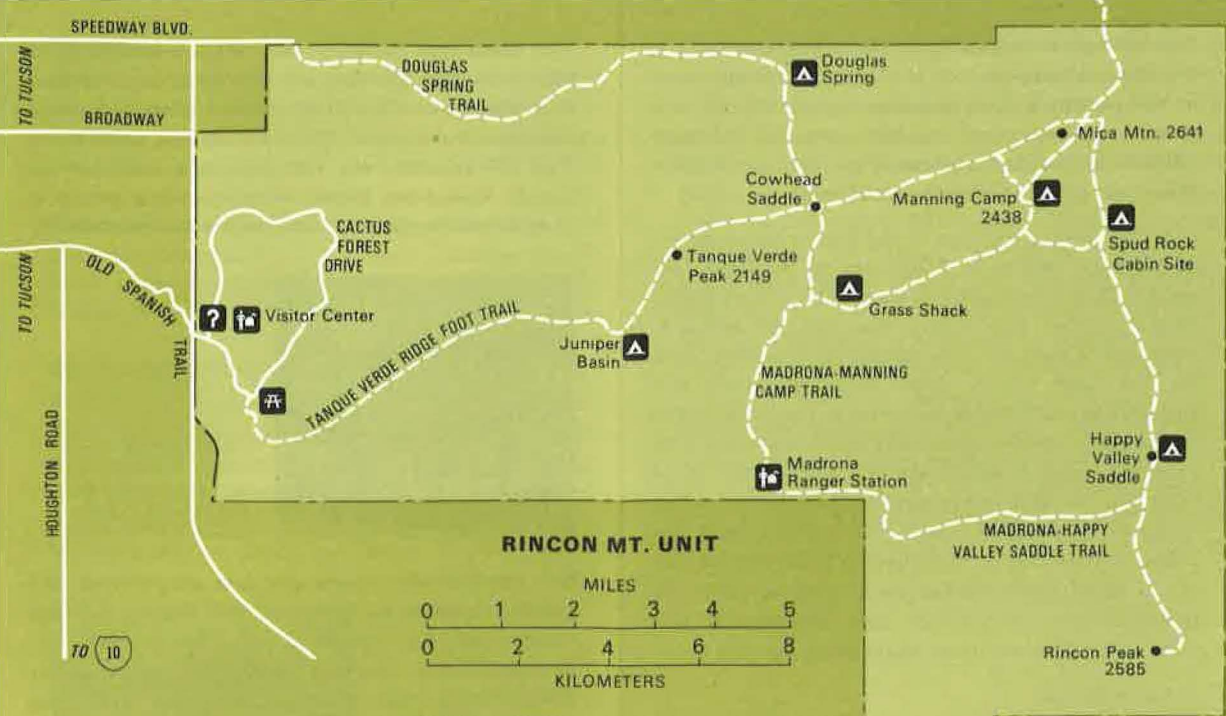 SPEEDWAY BLVD.
TO TUCSON
BROADWAY
DOUGLAS
SPRING
TRAIL
Douglas
Spring
Mica Mtn. 2641
Cowhead
Saddle
Manning Camp
2438
Spud Rock
Cabin Site
CACTUS
FOREST
DRIVE
Tanque Verde
Peak 2149
Grass Shack
TO TUCSON
OLD SPANISH
TRAIL
?
Visitor Center
TANQUE VERDE RIDGE FOOT TRAIL
Juniper
Basin
MADRONA-MANNING
CAMP TRAIL
HOUGHTON ROAD
Madrona
Ranger Station
Happy
Valley
Saddle
MADRONA-HAPPY
VALLEY SADDLE TRAIL
RINCON MT. UNIT
MILES
0 1 2 3 4 5
0 2 4 6 8
KILOMETERS
TO 10
Rincon Peak
2585